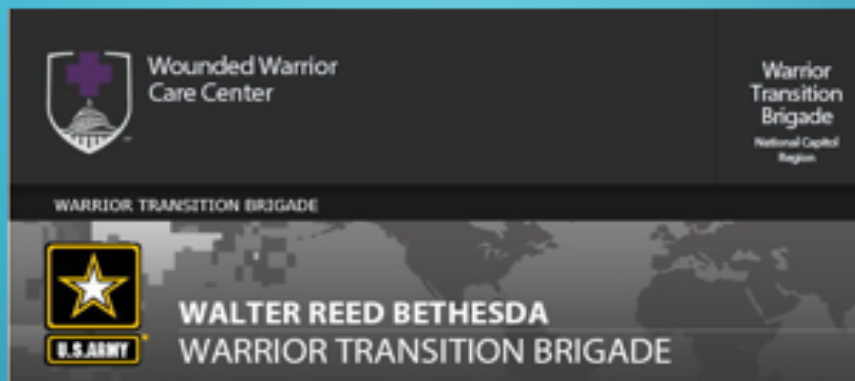 Wounded Warrior
Care Center
Warrior
Transition
Brigade
National Capitol
Region
WARRIOR TRANSITION BRIGADE
U.S.ARMY
WALTER REED BETHESDA
WARRIOR TRANSITION BRIGADE